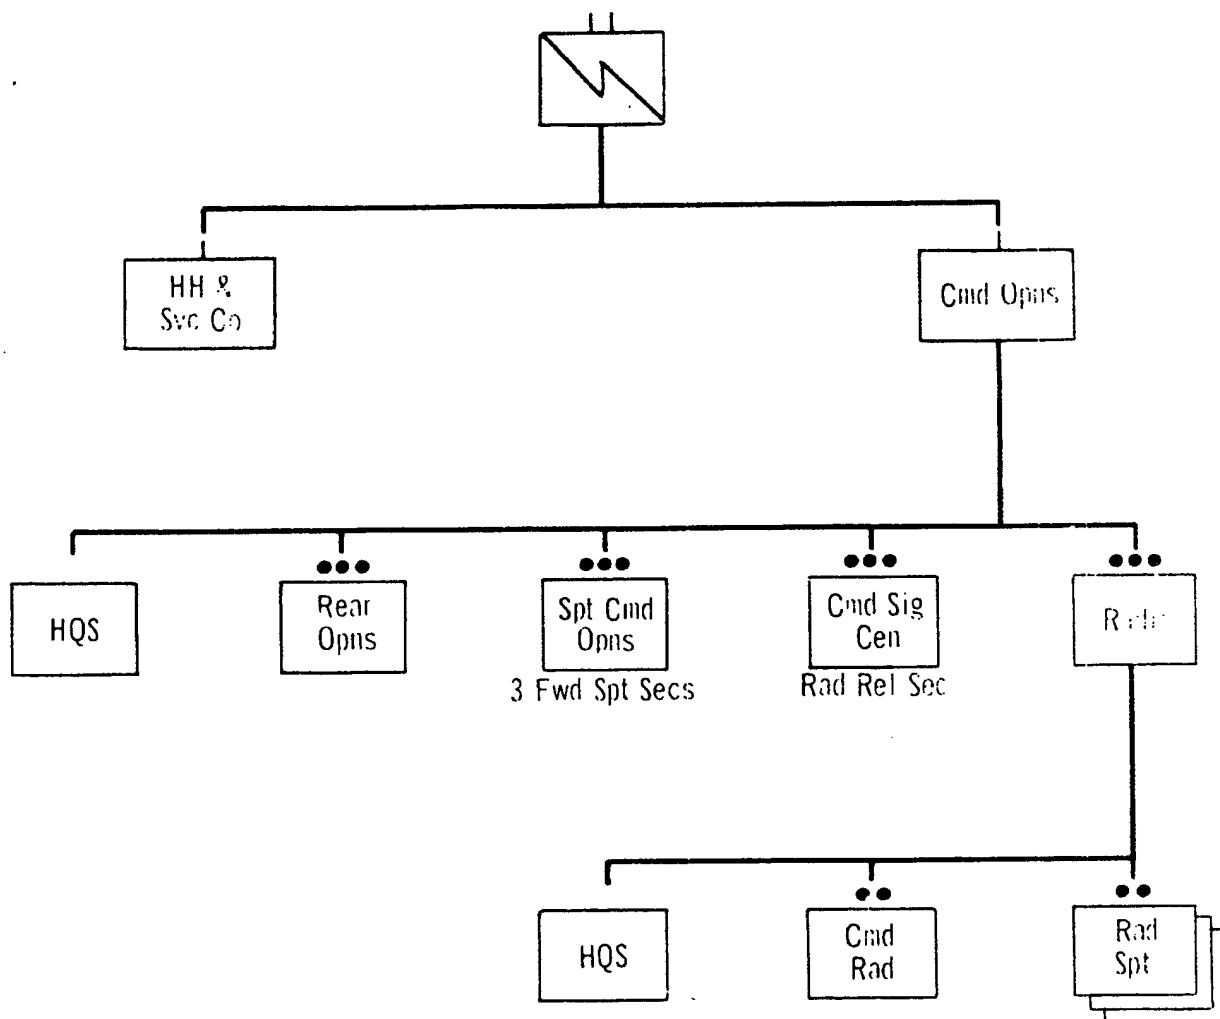 HH &
Svc Co
Cmd Opns
HQS
Rear
Opns
Spt Cmd
Opns
3 Fwd Spt Secs
Cmd Sig
Cen
Rad Rel Sec
HQS
Cmd
Rad
Rad
Spt